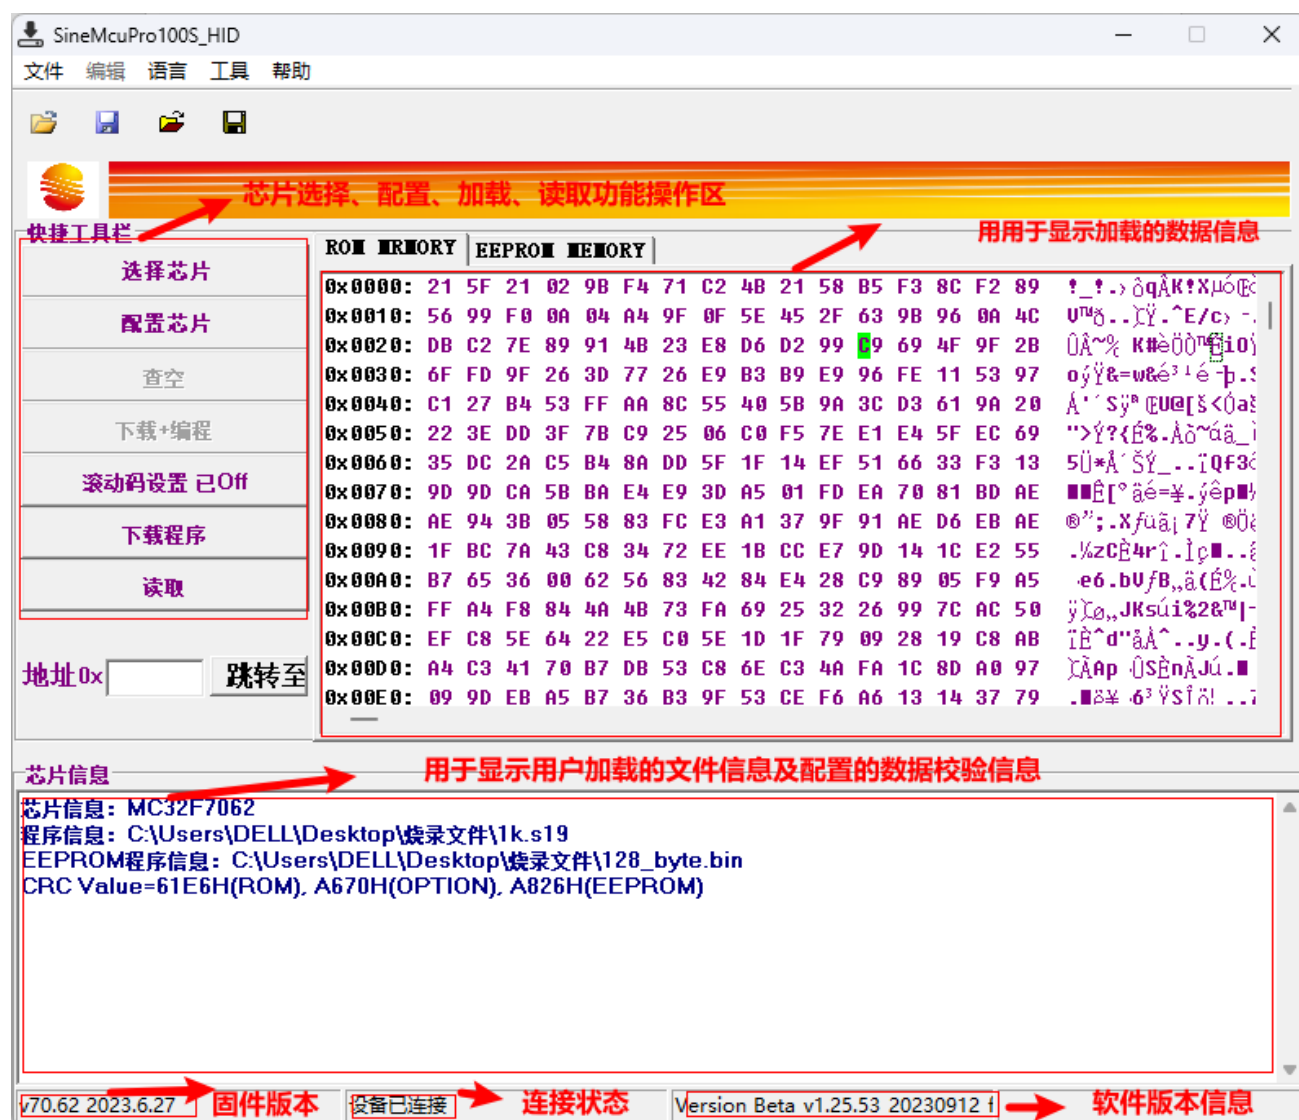 SineMcuPro100S_HID
文件 编辑 语言 工具 帮助
芯片选择、配置、加载、读取功能操作区
用用于显示加载的数据信息
快捷工具栏
选择芯片
配置芯片
查空
下载+编程
滚动码设置 已Off
下载程序
读取
地址0x
跳转至
ROM MRMORY EEPROM MEMORY
0x0000: 21 5F 21 02 9B F4 71 C2 4B 21 58 B5 F3 8C F2 89
0x0010: 56 99 F0 0A 04 A4 9F 0F 5E 45 2F 63 9B 96 0A 4C
0x0020: DB C2 7E 89 91 4B 23 E8 D6 D2 99 C9 69 4F 9F 2B
0x0030: 6F FD 9F 26 3D 77 26 E9 B3 B9 E9 96 FE 11 53 97
0x0040: C1 27 B4 53 FF AA 8C 55 40 5B 9A 3C D3 61 9A 20
0x0050: 22 3E DD 3F 7B C9 25 06 C0 F5 7E E1 E4 5F EC 69
0x0060: 35 DC 2A C5 B4 8A DD 5F 1F 14 EF 51 66 33 F3 13
0x0070: 9D 9D CA 5B BA E4 E9 3D A5 01 FD EA 70 81 BD AE
0x0080: AE 94 3B 05 58 83 FC E3 A1 37 9F 91 AE D6 EB AE
0x0090: 1F BC 7A 43 C8 34 72 EE 1B CC E7 9D 14 1C E2 55
0x00A0: B7 65 36 00 62 56 83 42 84 E4 28 C9 89 05 F9 A5
0x00B0: FF A4 F8 84 4A 4B 73 FA 69 25 32 26 99 7C AC 50
0x00C0: EF C8 5E 64 22 E5 C0 5E 1D 1F 79 09 28 19 C8 AB
0x00D0: A4 C3 41 70 B7 DB 53 C8 6E C3 4A FA 1C 8D A0 97
0x00E0: 09 9D EB A5 B7 36 B3 9F 53 CE F6 A6 13 14 37 79
芯片信息
用于显示用户加载的文件信息及配置的数据校验信息
芯片信息：MC32F7062
程序信息：C:\Users\DELL\Desktop\烧录文件\1k.s19
EEPROM程序信息：C:\Users\DELL\Desktop\烧录文件\128_byte.bin
CRC Value=61E6H(ROM), A670H(OPTION), A826H(EEPROM)
v70.62 2023.6.27 固件版本 设备已连接 连接状态 Version Beta v1.25.53 20230912 f 软件版本信息